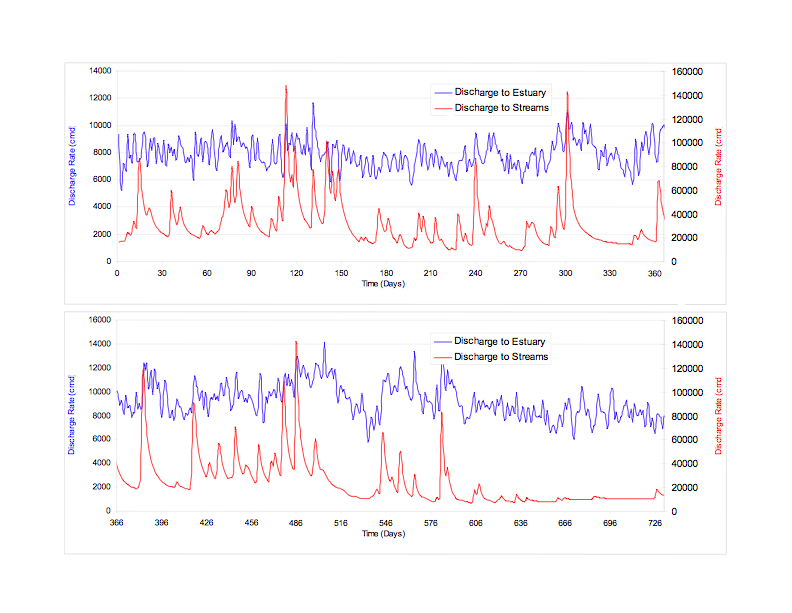 14000
12000
10000
8000
6000
4000
2000
0
Discharge Rate (cmd)
160000
140000
120000
100000
80000
60000
40000
20000
0
Discharge Rate (cmd)
Discharge to Estuary
Discharge to Streams
0 30 60 90 120 150 180 210 240 270 300 330 360
Time (Days)
16000
14000
12000
10000
8000
6000
4000
2000
0
Discharge Rate (cmd)
160000
140000
120000
100000
80000
60000
40000
20000
0
Discharge Rate (cmd)
Discharge to Estuary
Discharge to Streams
366 396 426 456 486 516 546 576 606 636 666 696 726
Time (Days)